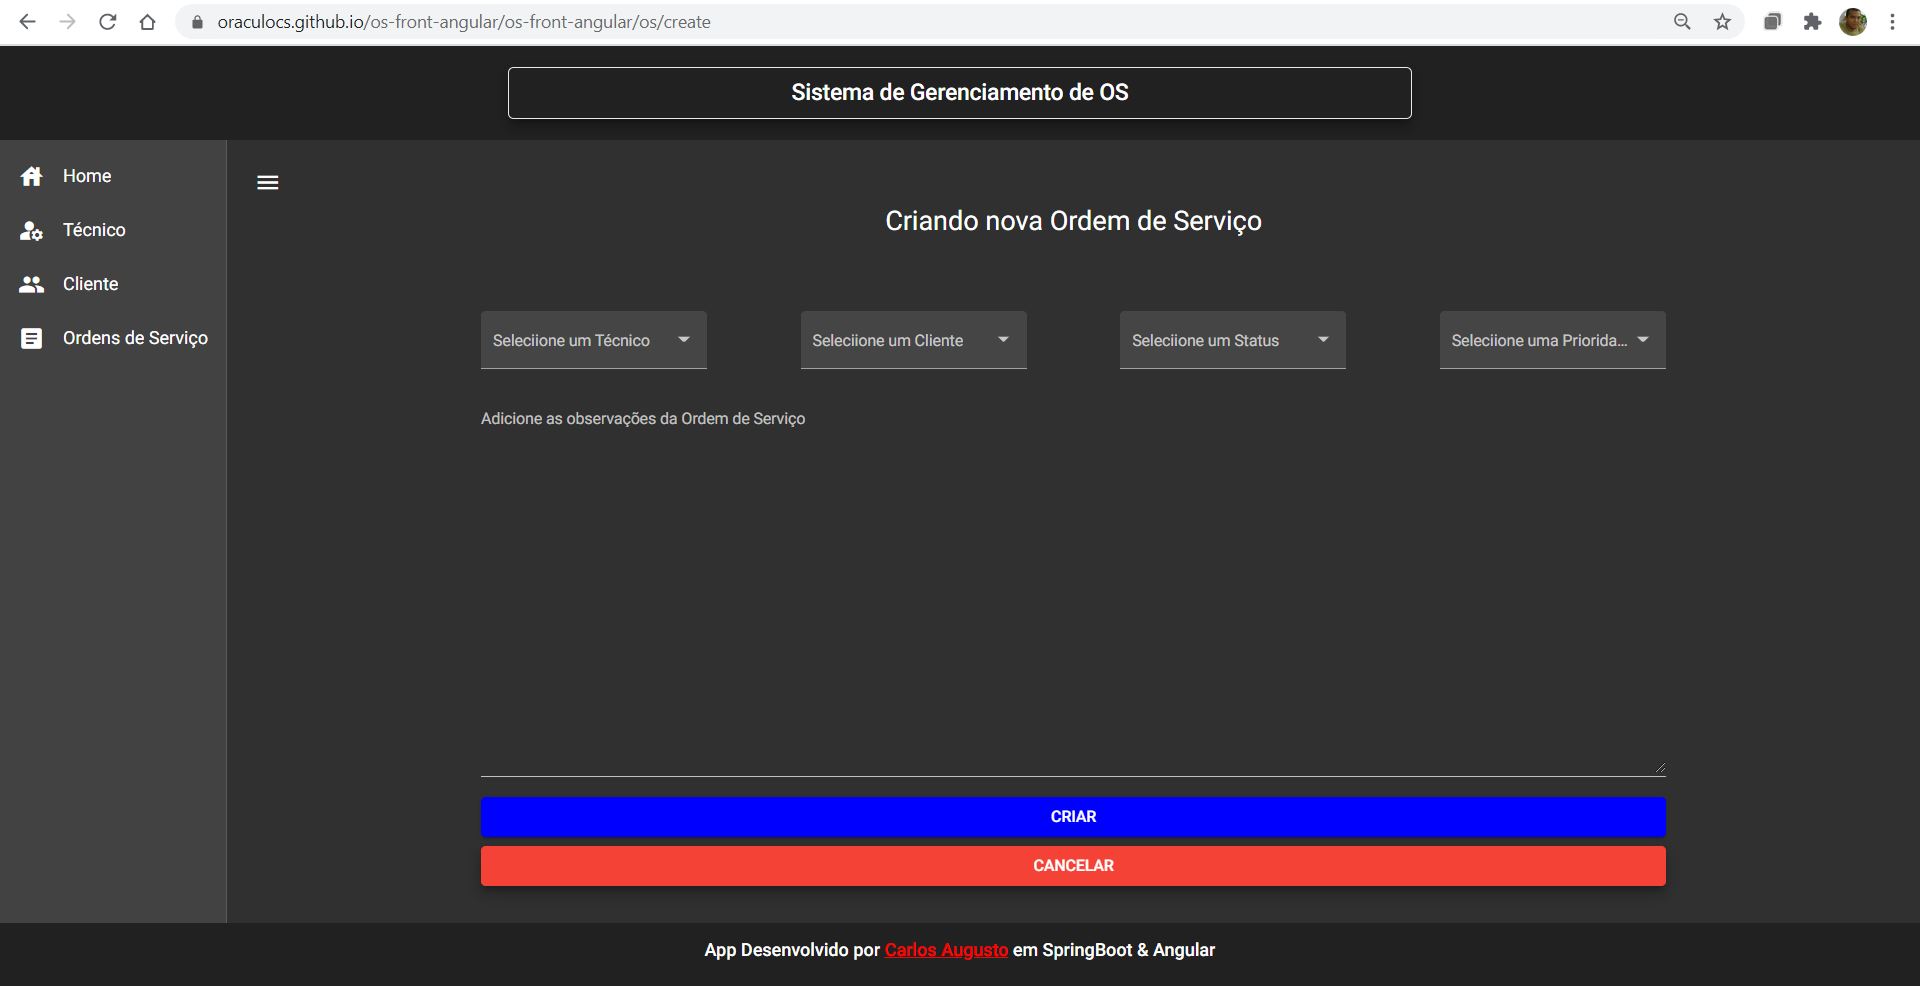 oraculocs.github.io/os-front-angular/os-front-angular/os/create
Sistema de Gerenciamento de OS
Home
Técnico
Cliente
Ordens de Serviço
Criando nova Ordem de Serviço
Seleciione um Técnico
Seleciione um Cliente
Seleciione um Status
Seleciione uma Priorida...
Adicione as observações da Ordem de Serviço
CRIAR
CANCELAR
App Desenvolvido por Carlos Augusto em SpringBoot & Angular